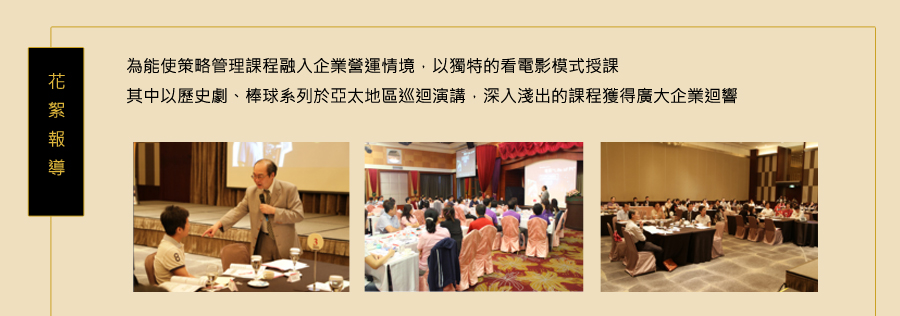 花絮報導
為能使策略管理課程融入企業營運情境，以獨特的看電影模式授課
其中以歷史劇、棒球系列於亞太地區巡迴演講，深入淺出的課程獲得廣大企業迴響